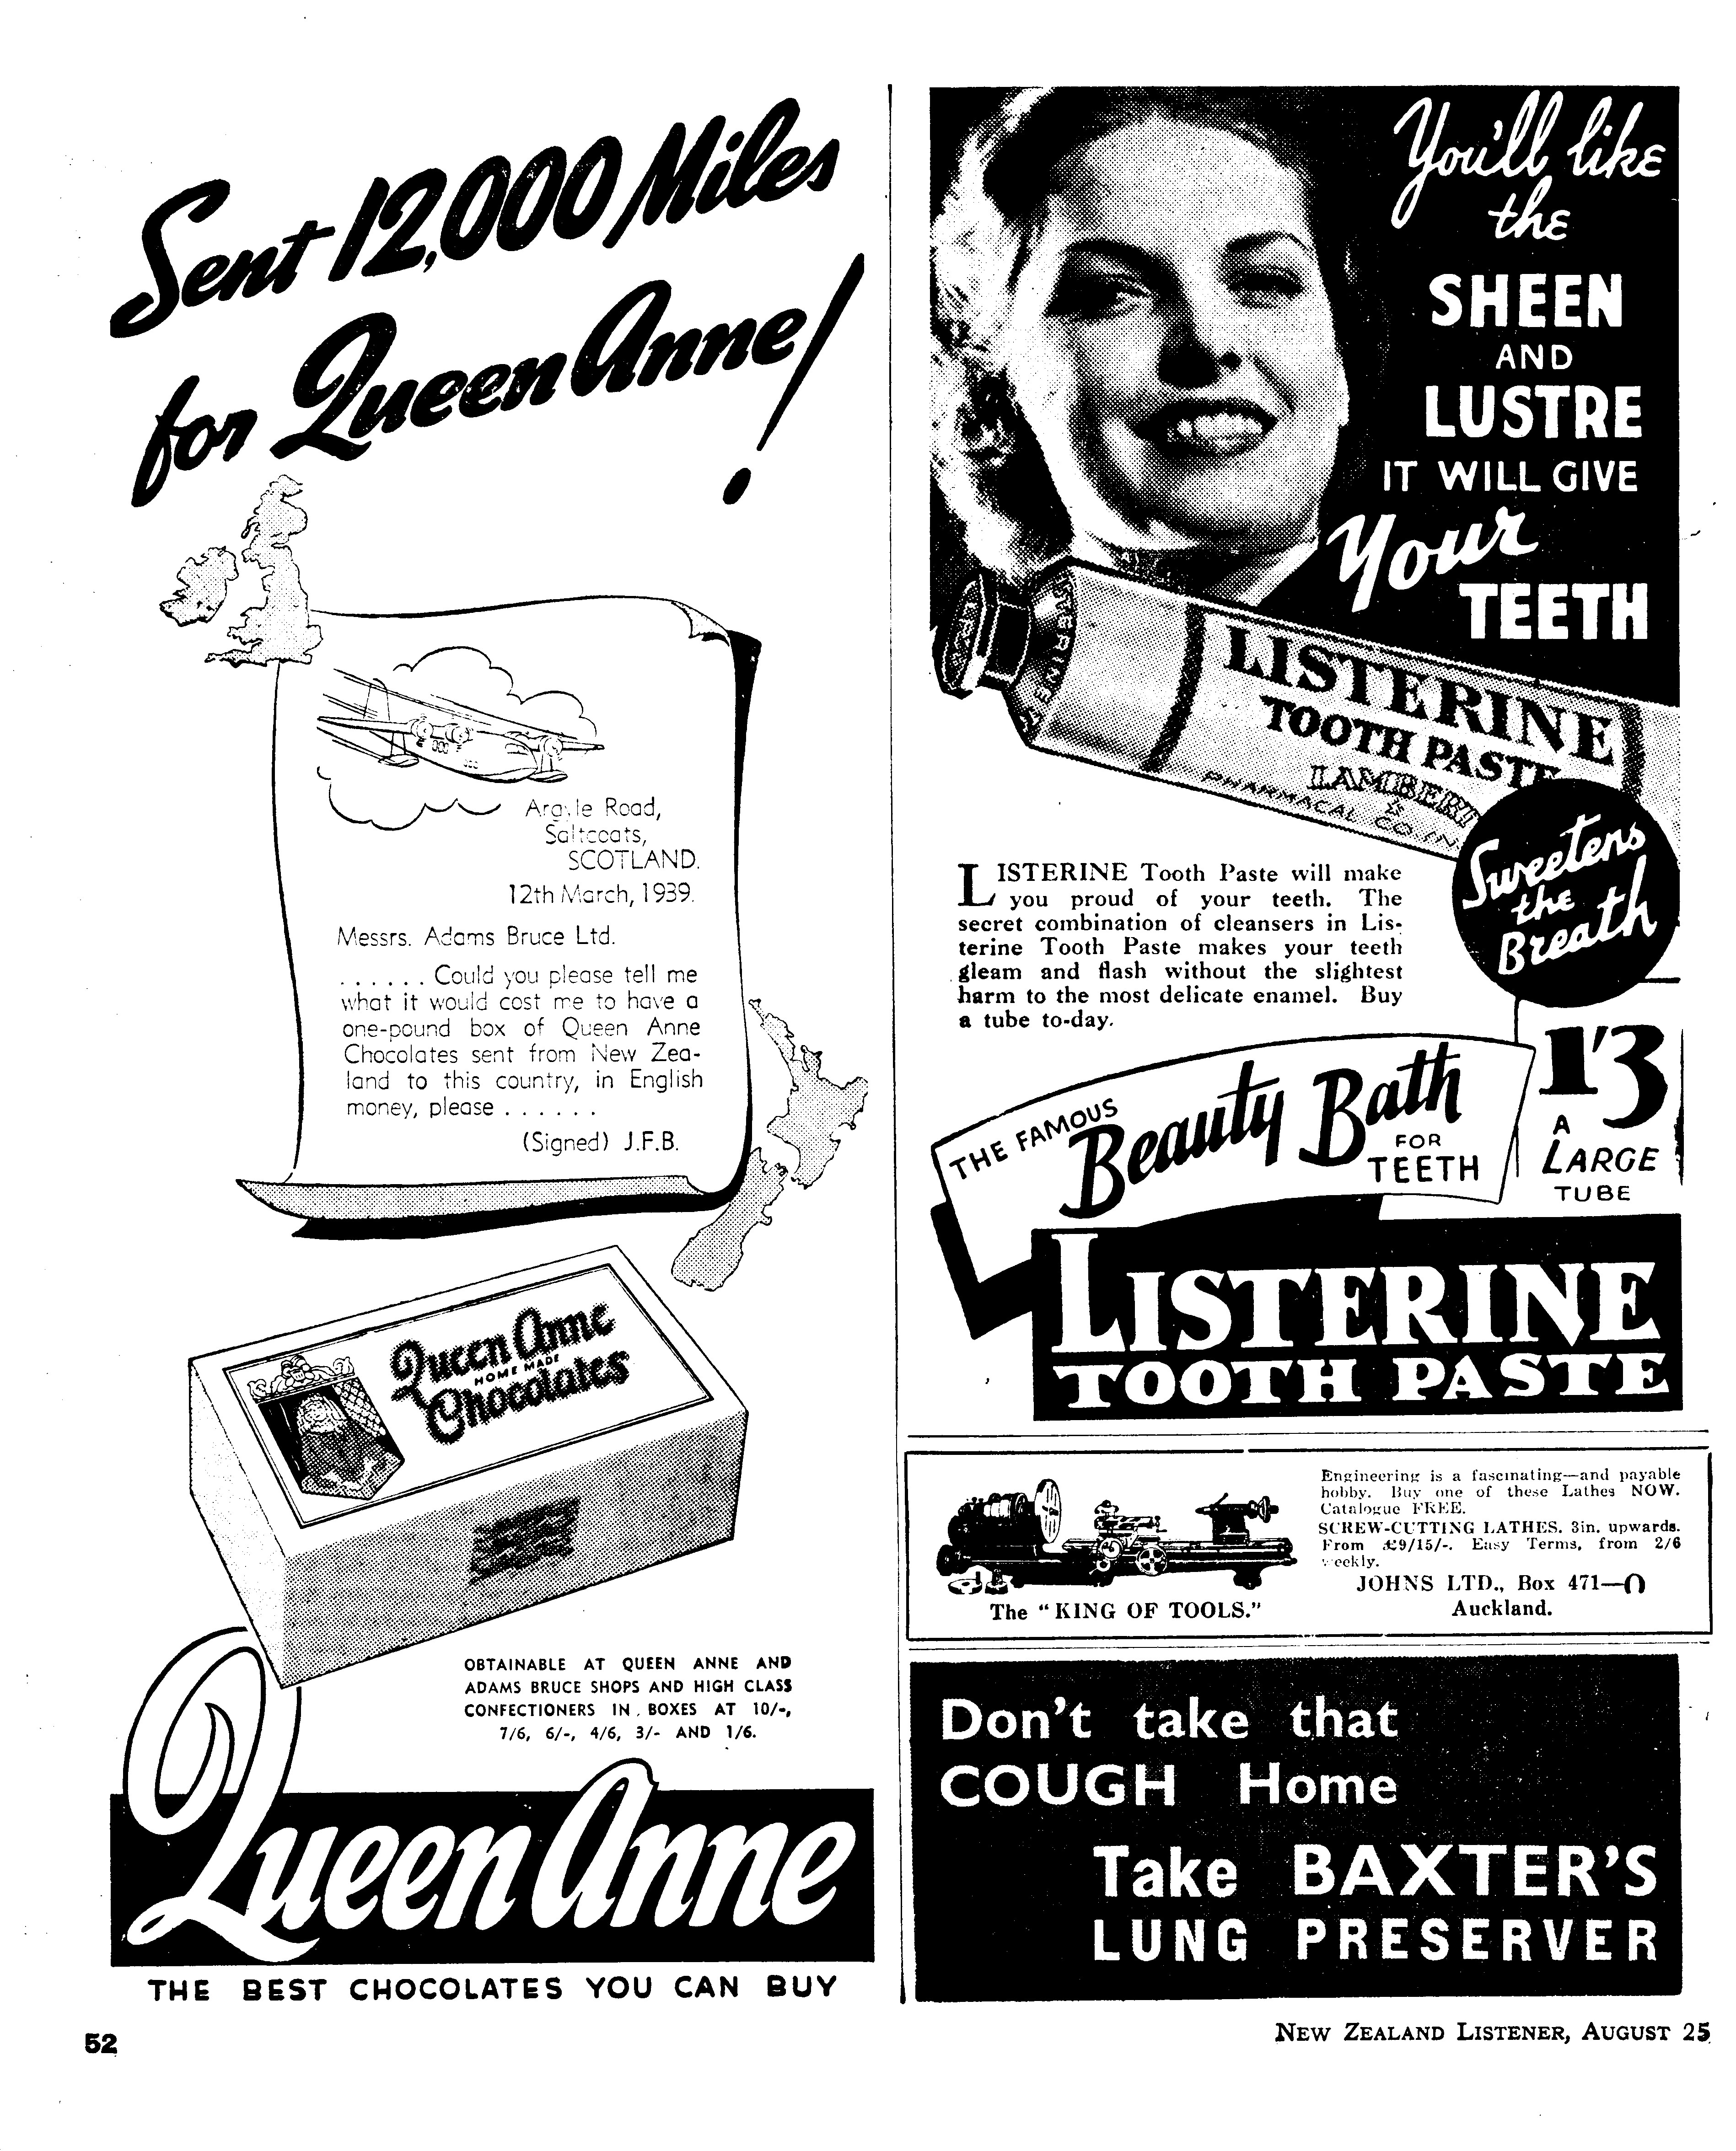 Sent 12,000 Miles
for Queen Anne!
Argyle Road,
Saltcoats,
SCOTLAND.
12th March, 1939.
Messrs. Adams Bruce Ltd.
. . . . . . Could you please tell me
what it would cost me to have a
one-pound box of Queen Anne
Chocolates sent from New Zea-
land to this country, in English
money, please . . . . . .
(Signed) J.F.B.
Queen Anne
HOME MADE
Chocolates
OBTAINABLE AT QUEEN ANNE AND
ADAMS BRUCE SHOPS AND HIGH CLASS
CONFECTIONERS IN BOXES AT 10/-,
7/6, 6/-, 4/6, 3/- AND 1/6.
Queen Anne
THE BEST CHOCOLATES YOU CAN BUY
You'll like
the
SHEEN
AND
LUSTRE
IT WILL GIVE
Your
TEETH
LISTERINE
LISTERINE
TOOTH PASTE
LAMBERT
PHARMACAL CO. IN
Sweetens
the
Breath
LISTERINE Tooth Paste will make
you proud of your teeth. The
secret combination of cleansers in Lis-
terine Tooth Paste makes your teeth
gleam and flash without the slightest
harm to the most delicate enamel. Buy
a tube to-day.
THE FAMOUS
Beauty Bath
FOR
TEETH
1'3
A
LARGE
TUBE
LISTERINE
TOOTH PASTE
The "KING OF TOOLS."
Engineering is a fascinating—and payable
hobby. Buy one of these Lathes NOW.
Catalogue FREE.
SCREW-CUTTING LATHES. 3in. upwards.
From £9/15/-. Easy Terms, from 2/6
weekly.
JOHNS LTD., Box 471—O
Auckland.
Don't take that
COUGH Home
Take BAXTER'S
LUNG PRESERVER
52
NEW ZEALAND LISTENER, AUGUST 25